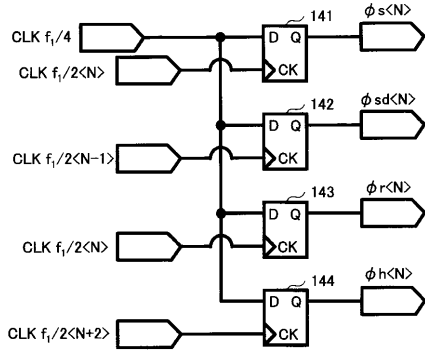 CLK f1/4
141
φs<N>
D Q
CLK f1/2<N>
CK
142
φsd<N>
D Q
CLK f1/2<N-1>
CK
143
φr<N>
D Q
CLK f1/2<N>
CK
144
φh<N>
D Q
CLK f1/2<N+2>
CK